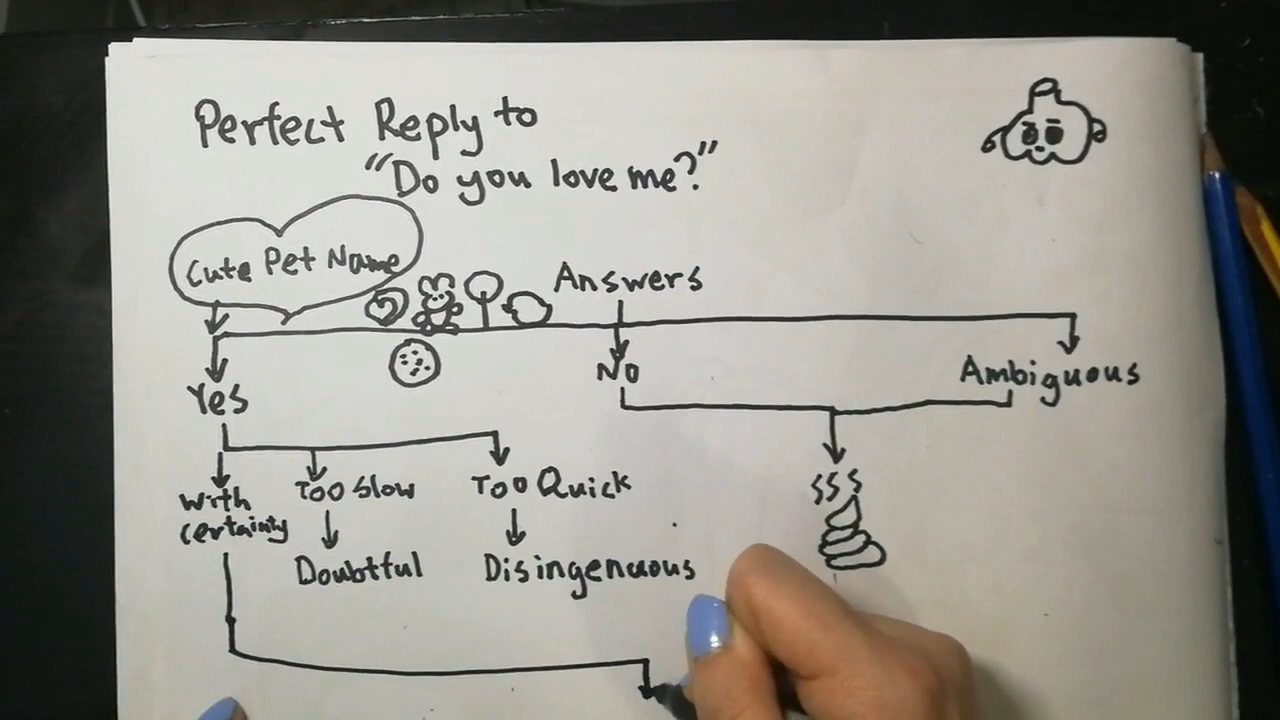 Perfect Reply to
"Do you love me?"
Cute Pet Name
Answers
Yes
No
Ambiguous
With certainty
Too Slow
Too Quick
Doubtful
Disingenuous